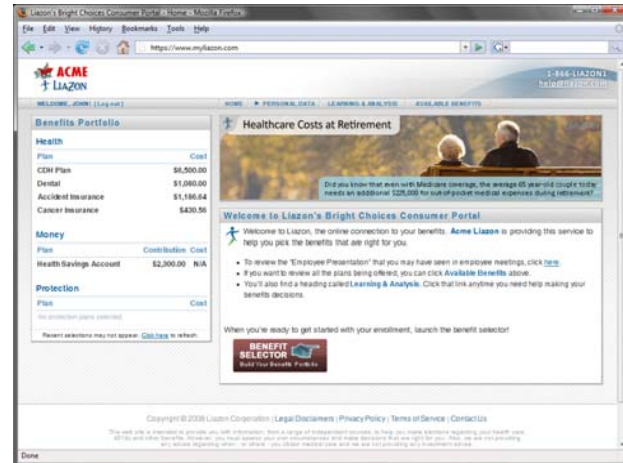 Liazon's Bright Choices Consumer Portal - Home - Mozilla Firefox
File Edit View History Bookmarks Tools Help
https://www.myliazon.com
ACME
LIAZON
1-866-LIAZON1
help@liazon.com
WELCOME, JOHN! [Log out]
HOME PERSONAL DATA LEARNING & ANALYSIS AVAILABLE BENEFITS
Benefits Portfolio
Health
Plan Cost
CDH Plan $6,500.00
Dental $1,080.00
Accident Insurance $1,186.64
Cancer Insurance $430.56
Money
Plan Contribution Cost
Health Savings Account $2,300.00 N/A
Protection
Plan Cost
No protection plans selected
Recent selections may not appear. Click here to refresh.
Healthcare Costs at Retirement
Did you know that even with Medicare coverage, the average 65 year-old couple today
needs an additional $225,000 for out-of-pocket medical expenses during retirement?
Welcome to Liazon's Bright Choices Consumer Portal
Welcome to Liazon, the online connection to your benefits. Acme Liazon is providing this service to
help you pick the benefits that are right for you.
• To review the "Employee Presentation" that you may have seen in employee meetings, click here.
• If you want to review all the plans being offered, you can click Available Benefits above.
• You'll also find a heading called Learning & Analysis. Click that link anytime you need help making your
benefits decisions.
When you're ready to get started with your enrollment, launch the benefit selector!
BENEFIT
SELECTOR
Build Your Benefit Portfolio
Copyright © 2008 Liazon Corporation | Legal Disclaimers | Privacy Policy | Terms of Service | Contact Us
Done